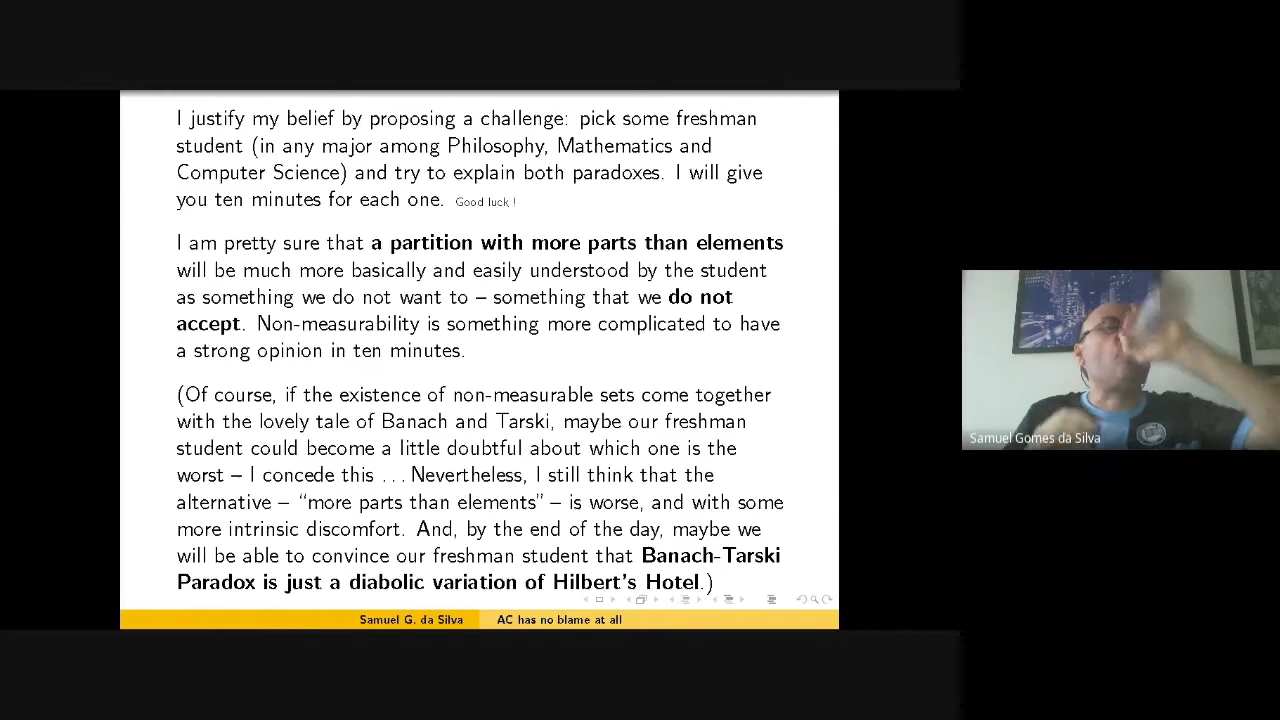 I justify my belief by proposing a challenge: pick some freshman
student (in any major among Philosophy, Mathematics and
Computer Science) and try to explain both paradoxes. I will give
you ten minutes for each one. Good luck !
I am pretty sure that a partition with more parts than elements
will be much more basically and easily understood by the student
as something we do not want to – something that we do not
accept. Non-measurability is something more complicated to have
a strong opinion in ten minutes.
(Of course, if the existence of non-measurable sets come together
with the lovely tale of Banach and Tarski, maybe our freshman
student could become a little doubtful about which one is the
worst – I concede this ... Nevertheless, I still think that the
alternative – “more parts than elements” – is worse, and with some
more intrinsic discomfort. And, by the end of the day, maybe we
will be able to convince our freshman student that Banach-Tarski
Paradox is just a diabolic variation of Hilbert's Hotel.)
Samuel G. da Silva AC has no blame at all
Samuel Gomes da Silva